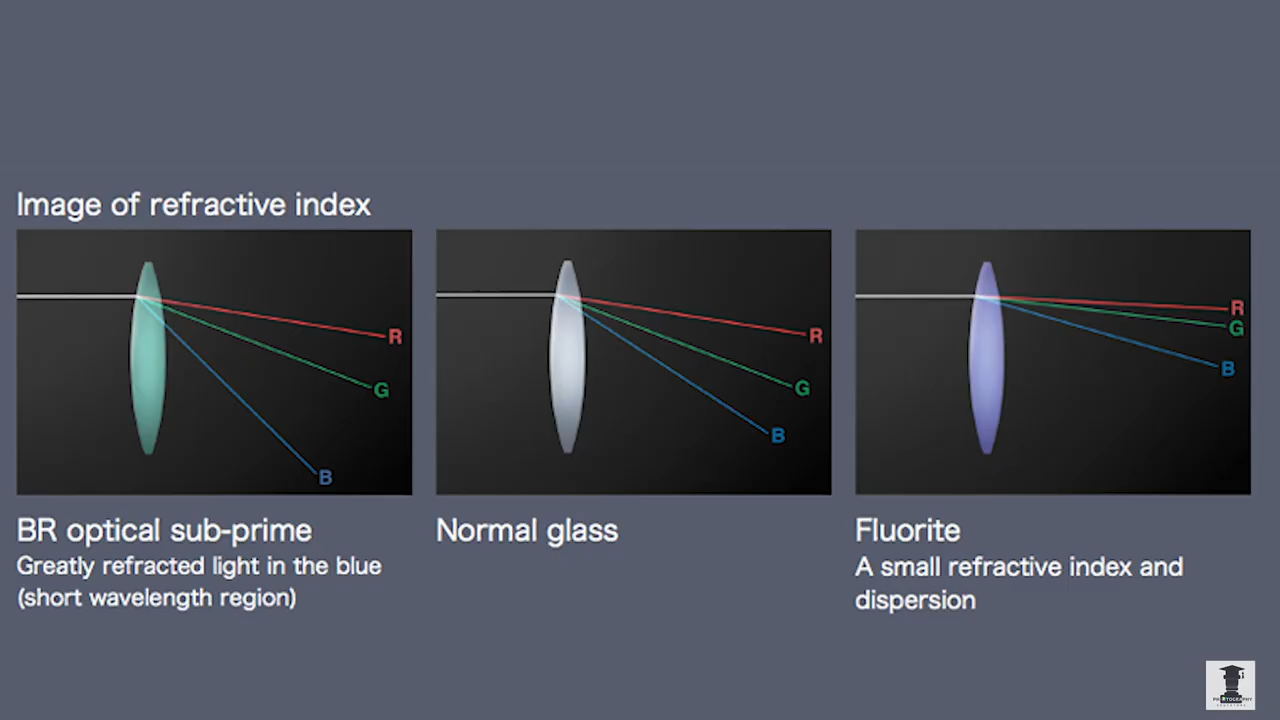 Image of refractive index
R
G
B
R
G
B
R
G
B
BR optical sub-prime
Greatly refracted light in the blue
(short wavelength region)
Normal glass
Fluorite
A small refractive index and
dispersion
PHOTOGRAPHY